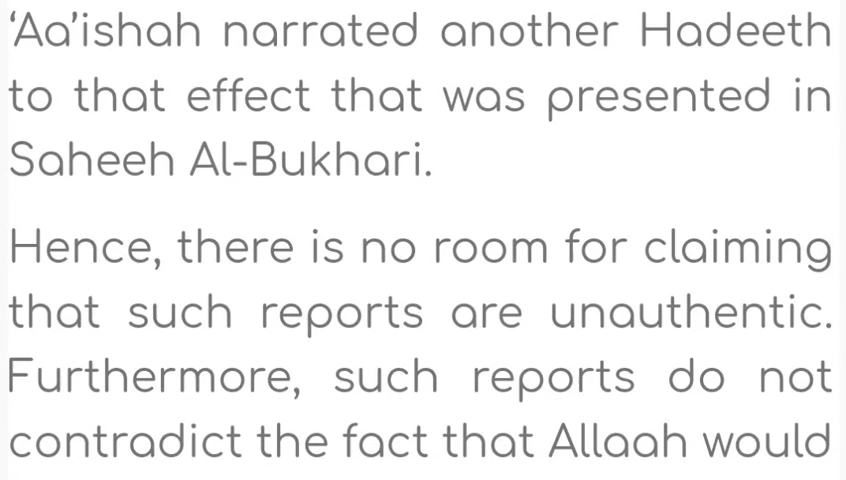 ‘Aa’ishah narrated another Hadeeth
to that effect that was presented in
Saheeh Al-Bukhari.
Hence, there is no room for claiming
that such reports are unauthentic.
Furthermore, such reports do not
contradict the fact that Allaah would